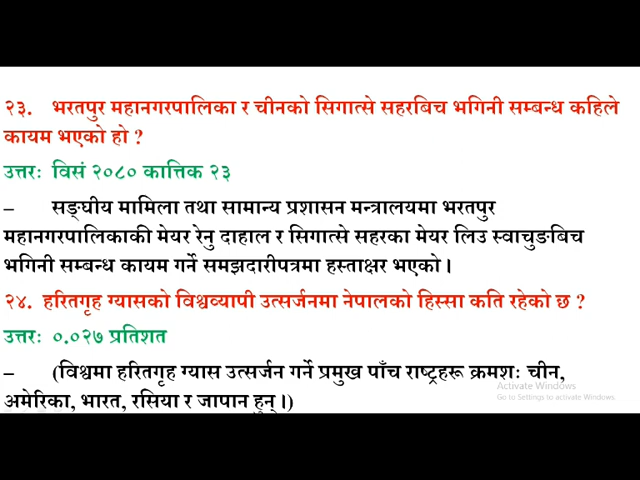 २३. भरतपुर महानगरपालिका र चीनको सिगात्से सहरबिच भगिनी सम्बन्ध कहिले
कायम भएको हो ?
उत्तरः विसं २०८० कात्तिक २३
– सङ्घीय मामिला तथा सामान्य प्रशासन मन्त्रालयमा भरतपुर
महानगरपालिकाकी मेयर रेनु दाहाल र सिगात्से सहरका मेयर लिउ स्वाचुङबिच
भगिनी सम्बन्ध कायम गर्ने समझदारीपत्रमा हस्ताक्षर भएको ।
२४. हरितगृह ग्यासको विश्वव्यापी उत्सर्जनमा नेपालको हिस्सा कति रहेको छ ?
उत्तरः ०.०२७ प्रतिशत
– (विश्वमा हरितगृह ग्यास उत्सर्जन गर्ने प्रमुख पाँच राष्ट्रहरू क्रमशः चीन,
अमेरिका, भारत, रसिया र जापान हुन् ।)
Activate Windows
Go to Settings to activate Windows.